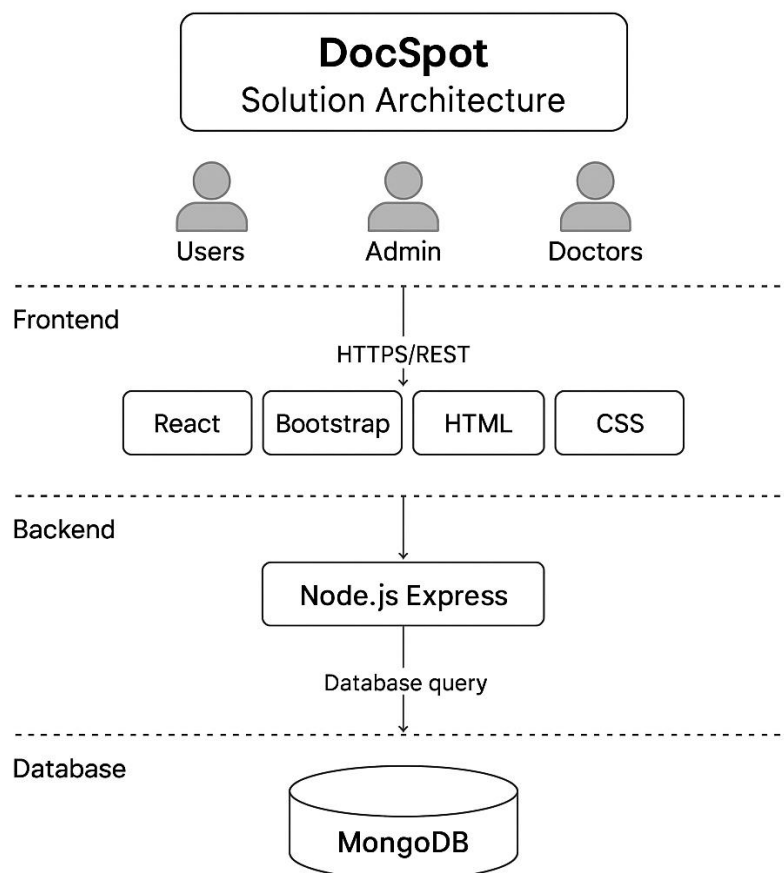 DocSpot
Solution Architecture
Users
Admin
Doctors
Frontend
HTTPS/REST
React
Bootstrap
HTML
CSS
Backend
Node.js Express
Database query
Database
MongoDB